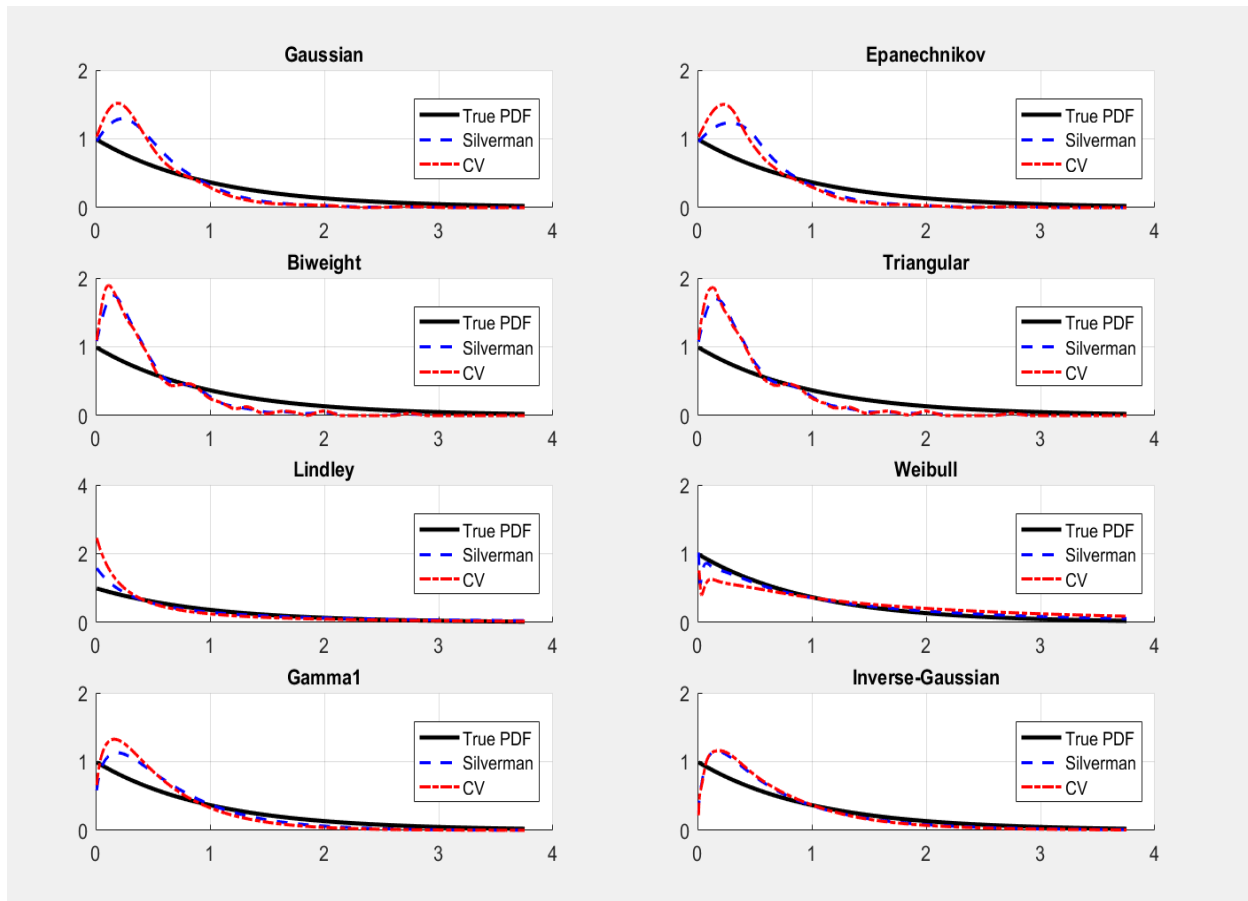 Gaussian
2
1
0
0 1 2 3 4
True PDF
Silverman
CV
Epanechnikov
2
1
0
0 1 2 3 4
True PDF
Silverman
CV
Biweight
2
1
0
0 1 2 3 4
True PDF
Silverman
CV
Triangular
2
1
0
0 1 2 3 4
True PDF
Silverman
CV
Lindley
4
2
0
0 1 2 3 4
True PDF
Silverman
CV
Weibull
2
1
0
0 1 2 3 4
True PDF
Silverman
CV
Gamma1
2
1
0
0 1 2 3 4
True PDF
Silverman
CV
Inverse-Gaussian
2
1
0
0 1 2 3 4
True PDF
Silverman
CV